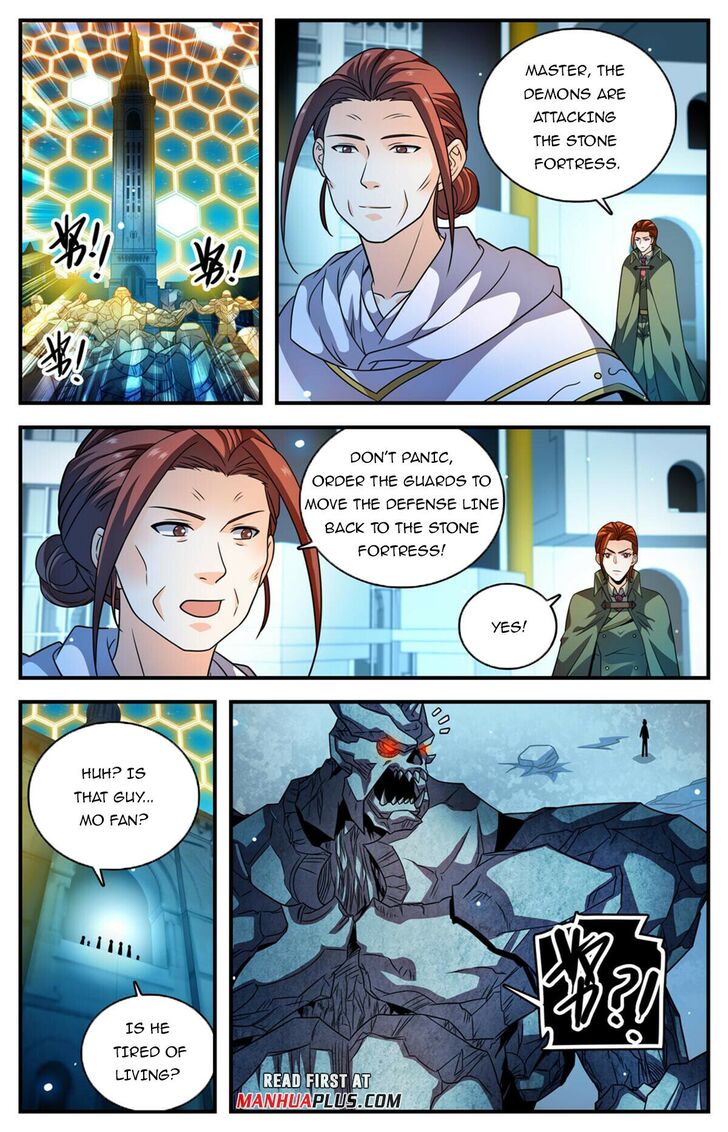 MASTER, THE
DEMONS ARE
ATTACKING
THE STONE
FORTRESS.
DON'T PANIC,
ORDER THE GUARDS TO
MOVE THE DEFENSE LINE
BACK TO THE STONE
FORTRESS!
YES!
HUH? IS
THAT GUY...
MO FAN?
IS HE
TIRED OF
LIVING?
?!
READ FIRST AT
MANHUAPLUS.COM